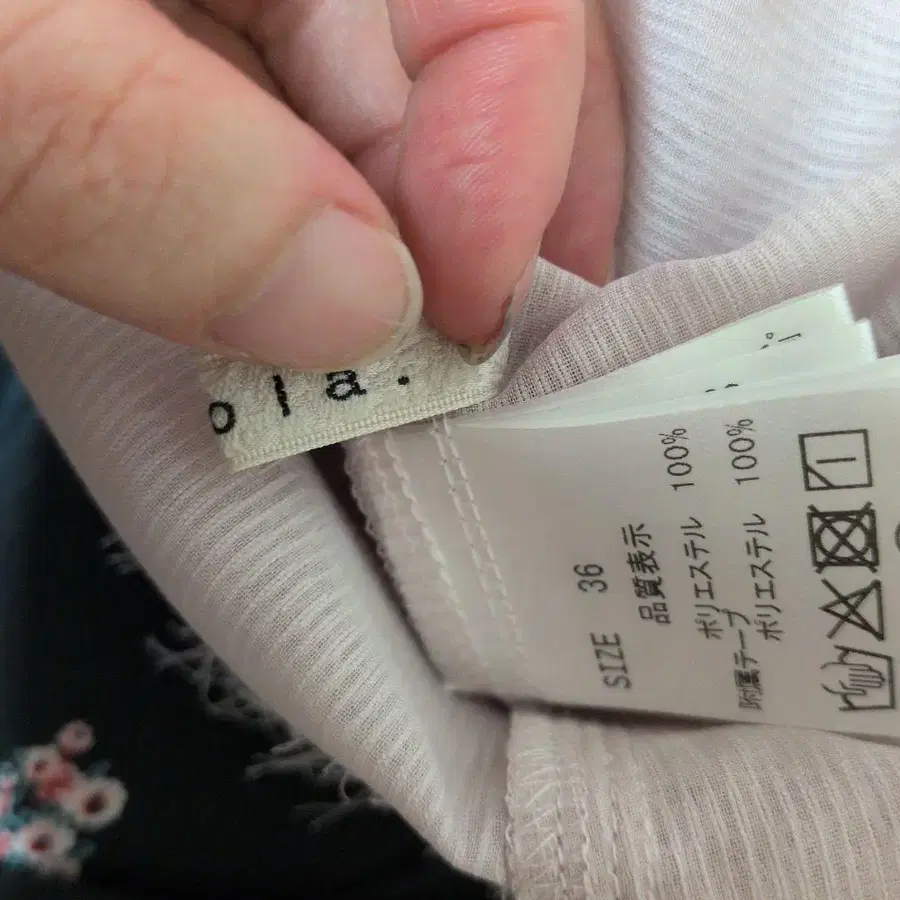 ola.
SIZE 36
品質表示
ポリエステル 100%
附属テープ
ポリエステル 100%